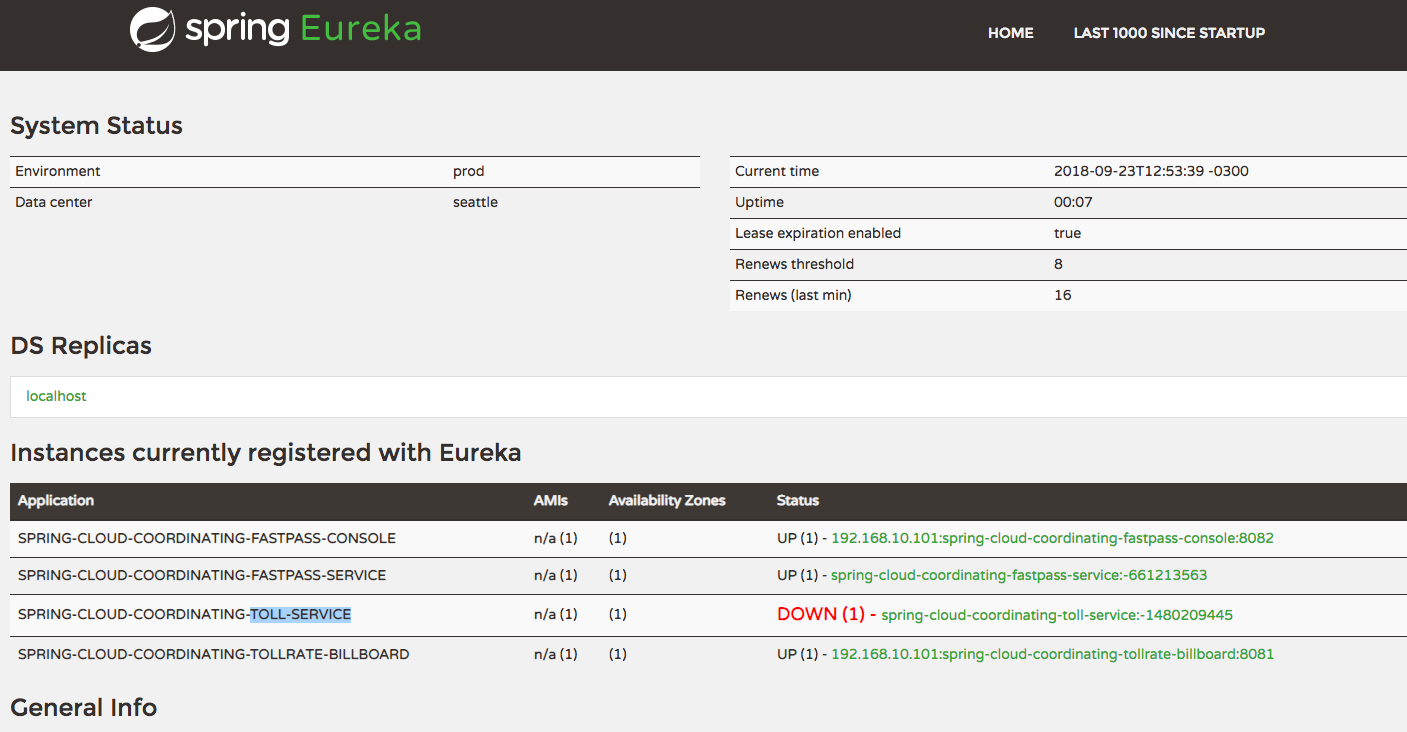 spring Eureka HOME LAST 1000 SINCE STARTUP
System Status
Environment prod
Data center seattle
Current time 2018-09-23T12:53:39 -0300
Uptime 00:07
Lease expiration enabled true
Renews threshold 8
Renews (last min) 16
DS Replicas
localhost
Instances currently registered with Eureka
Application AMIs Availability Zones Status
SPRING-CLOUD-COORDINATING-FASTPASS-CONSOLE n/a (1) (1) UP (1) - 192.168.10.101:spring-cloud-coordinating-fastpass-console:8082
SPRING-CLOUD-COORDINATING-FASTPASS-SERVICE n/a (1) (1) UP (1) - spring-cloud-coordinating-fastpass-service:-661213563
SPRING-CLOUD-COORDINATING-TOLL-SERVICE n/a (1) (1) DOWN (1) - spring-cloud-coordinating-toll-service:-1480209445
SPRING-CLOUD-COORDINATING-TOLLRATE-BILLBOARD n/a (1) (1) UP (1) - 192.168.10.101:spring-cloud-coordinating-tollrate-billboard:8081
General Info